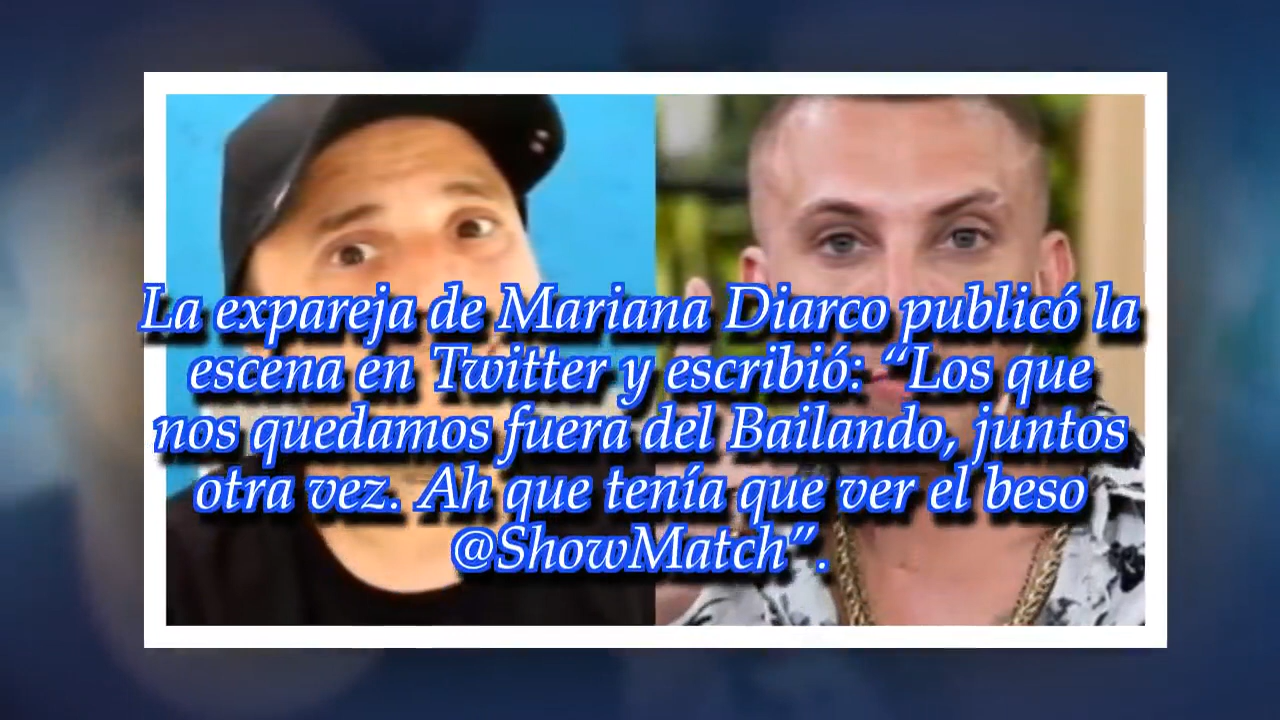 La expareja de Mariana Diarco publicó la
escena en Twitter y escribió: “Los que
nos quedamos fuera del Bailando, juntos
otra vez. Ah que tenía que ver el beso
@ShowMatch”.